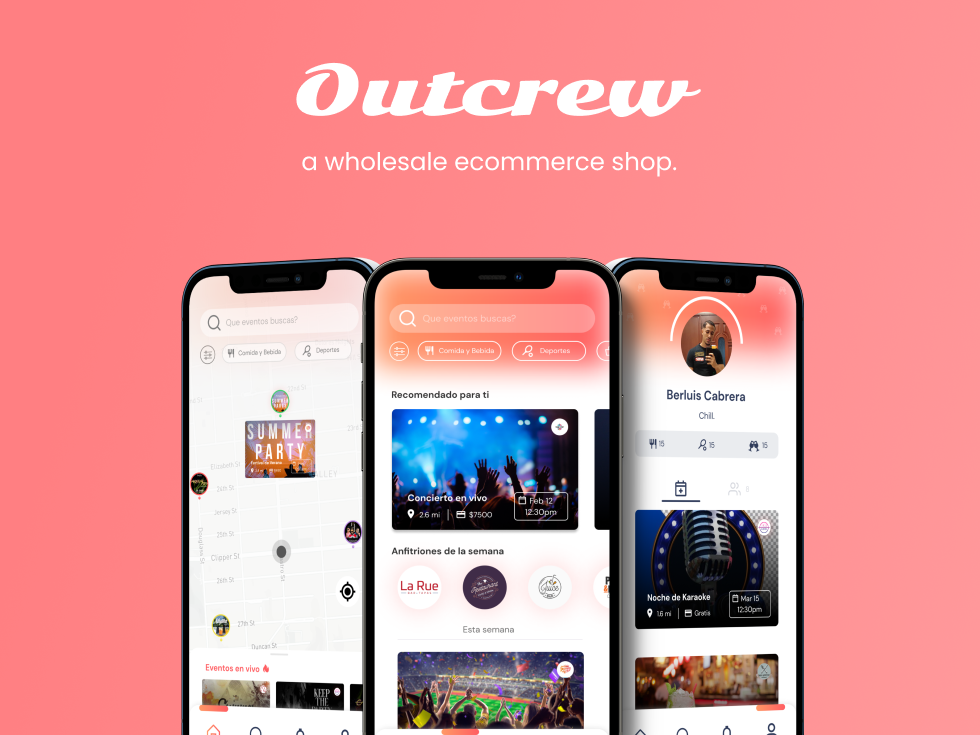 Outcrew
a wholesale ecommerce shop.
Que eventos buscas?
Comida y Bebida
Deportes
SUMMER
PARTY
Elizabeth St
25th St
Jersey St
25th St
Clipper St
26th St
27th St
Duncan St
Douglass St
Eventos en vivo
KEEP
THE
Que eventos buscas?
Comida y Bebida
Deportes
Recomendado para ti
Concierto en vivo
2.6 mi
$7500
Feb 12
12:30pm
Anfitriones de la semana
La Rue
Esta semana
Berluis Cabrera
Chill.
15
15
15
0
Noche de Karaoke
1.6 mi
Gratis
Mar 15
12:30pm